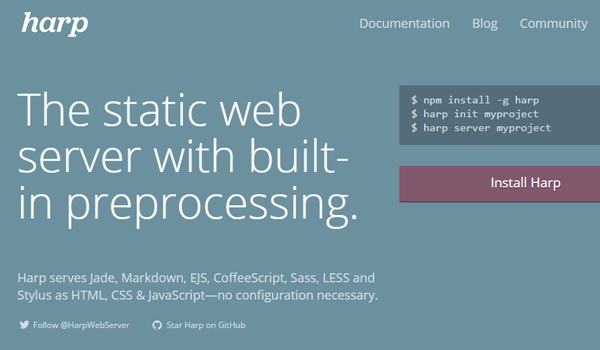 harp
Documentation Blog Community
The static web
server with built-
in preprocessing.
$ npm install -g harp
$ harp init myproject
$ harp server myproject
Install Harp
Harp serves Jade, Markdown, EJS, CoffeeScript, Sass, LESS and
Stylus as HTML, CSS & JavaScript—no configuration necessary.
Follow @HarpWebServer Star Harp on GitHub